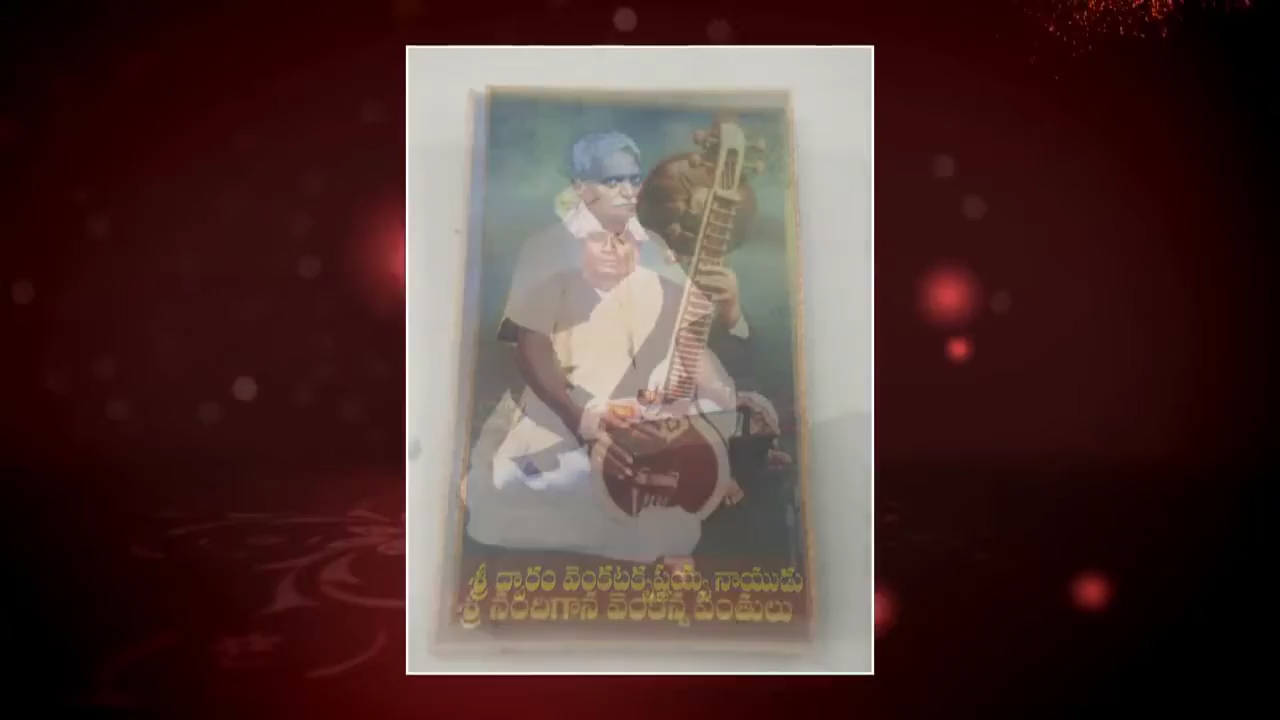 శ్రీ ద్వారం వెంకటకృష్ణయ్య నాయుడు
శ్రీ నందిగాన వెంకన్న పంతులు